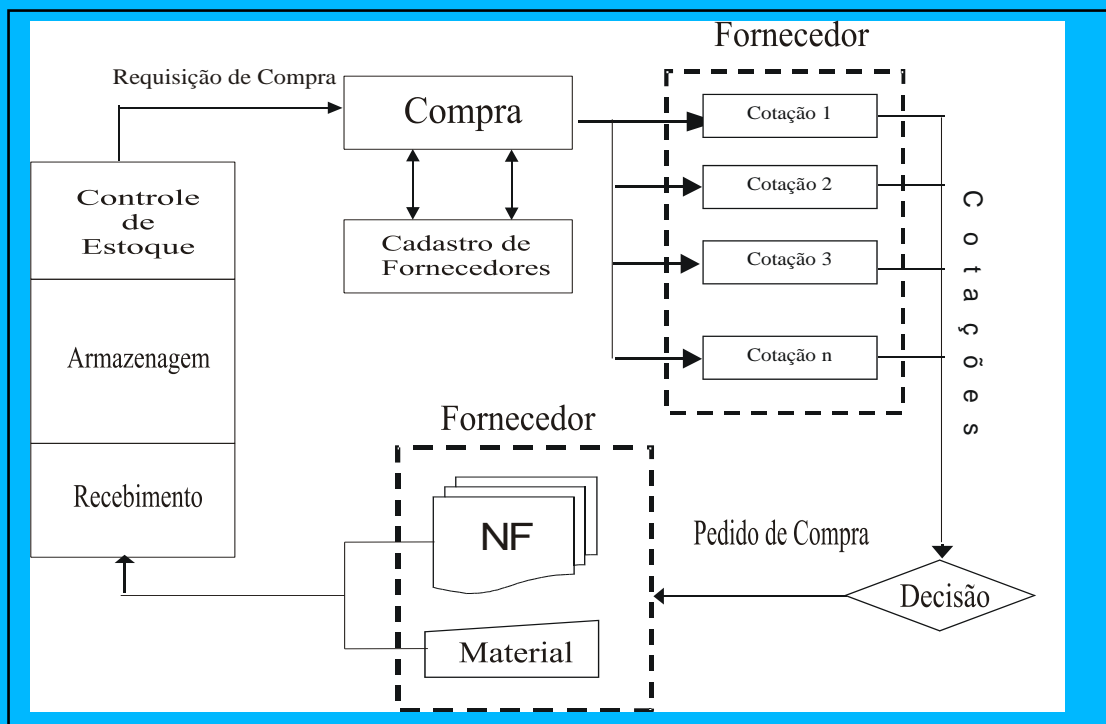 Fornecedor
Requisição de Compra
Compra
Cotação 1
Cotação 2
Cotação 3
Cotação n
Cotações
Controle
de
Estoque
Cadastro de
Fornecedores
Armazenagem
Recebimento
Fornecedor
NF
Material
Pedido de Compra
Decisão